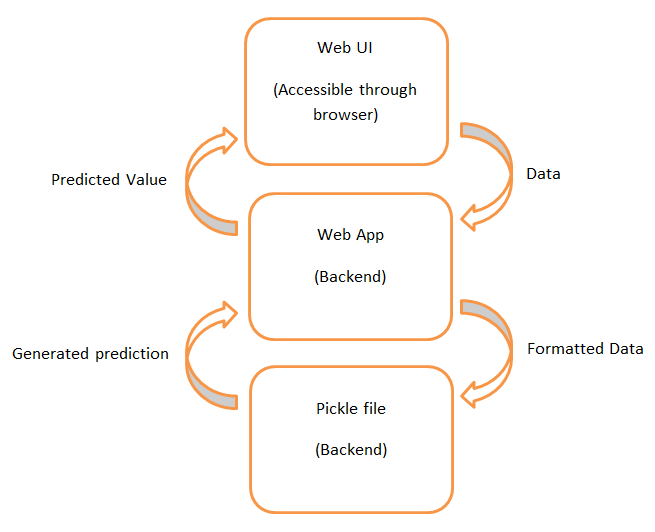 Web UI
(Accessible through
browser)
Predicted Value
Data
Web App
(Backend)
Generated prediction
Formatted Data
Pickle file
(Backend)